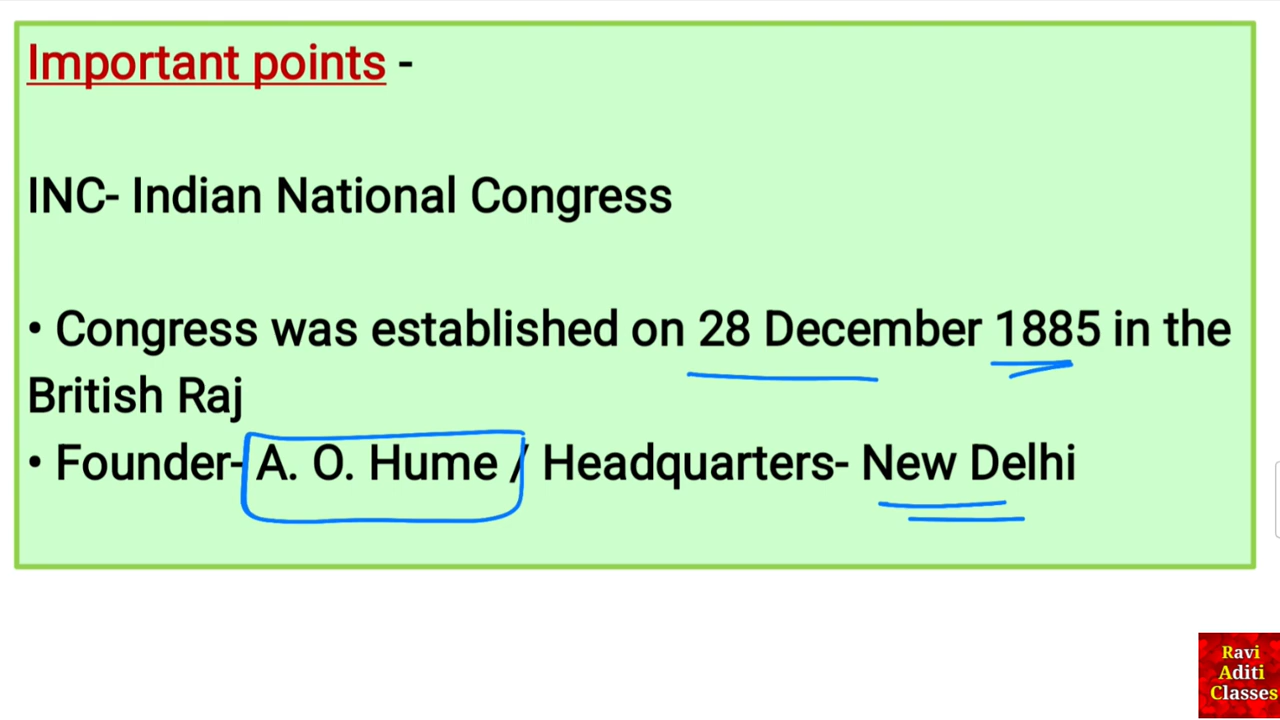 Important points -
INC- Indian National Congress
• Congress was established on 28 December 1885 in the
British Raj
• Founder- A. O. Hume / Headquarters- New Delhi
Ravi
Aditi
Classes